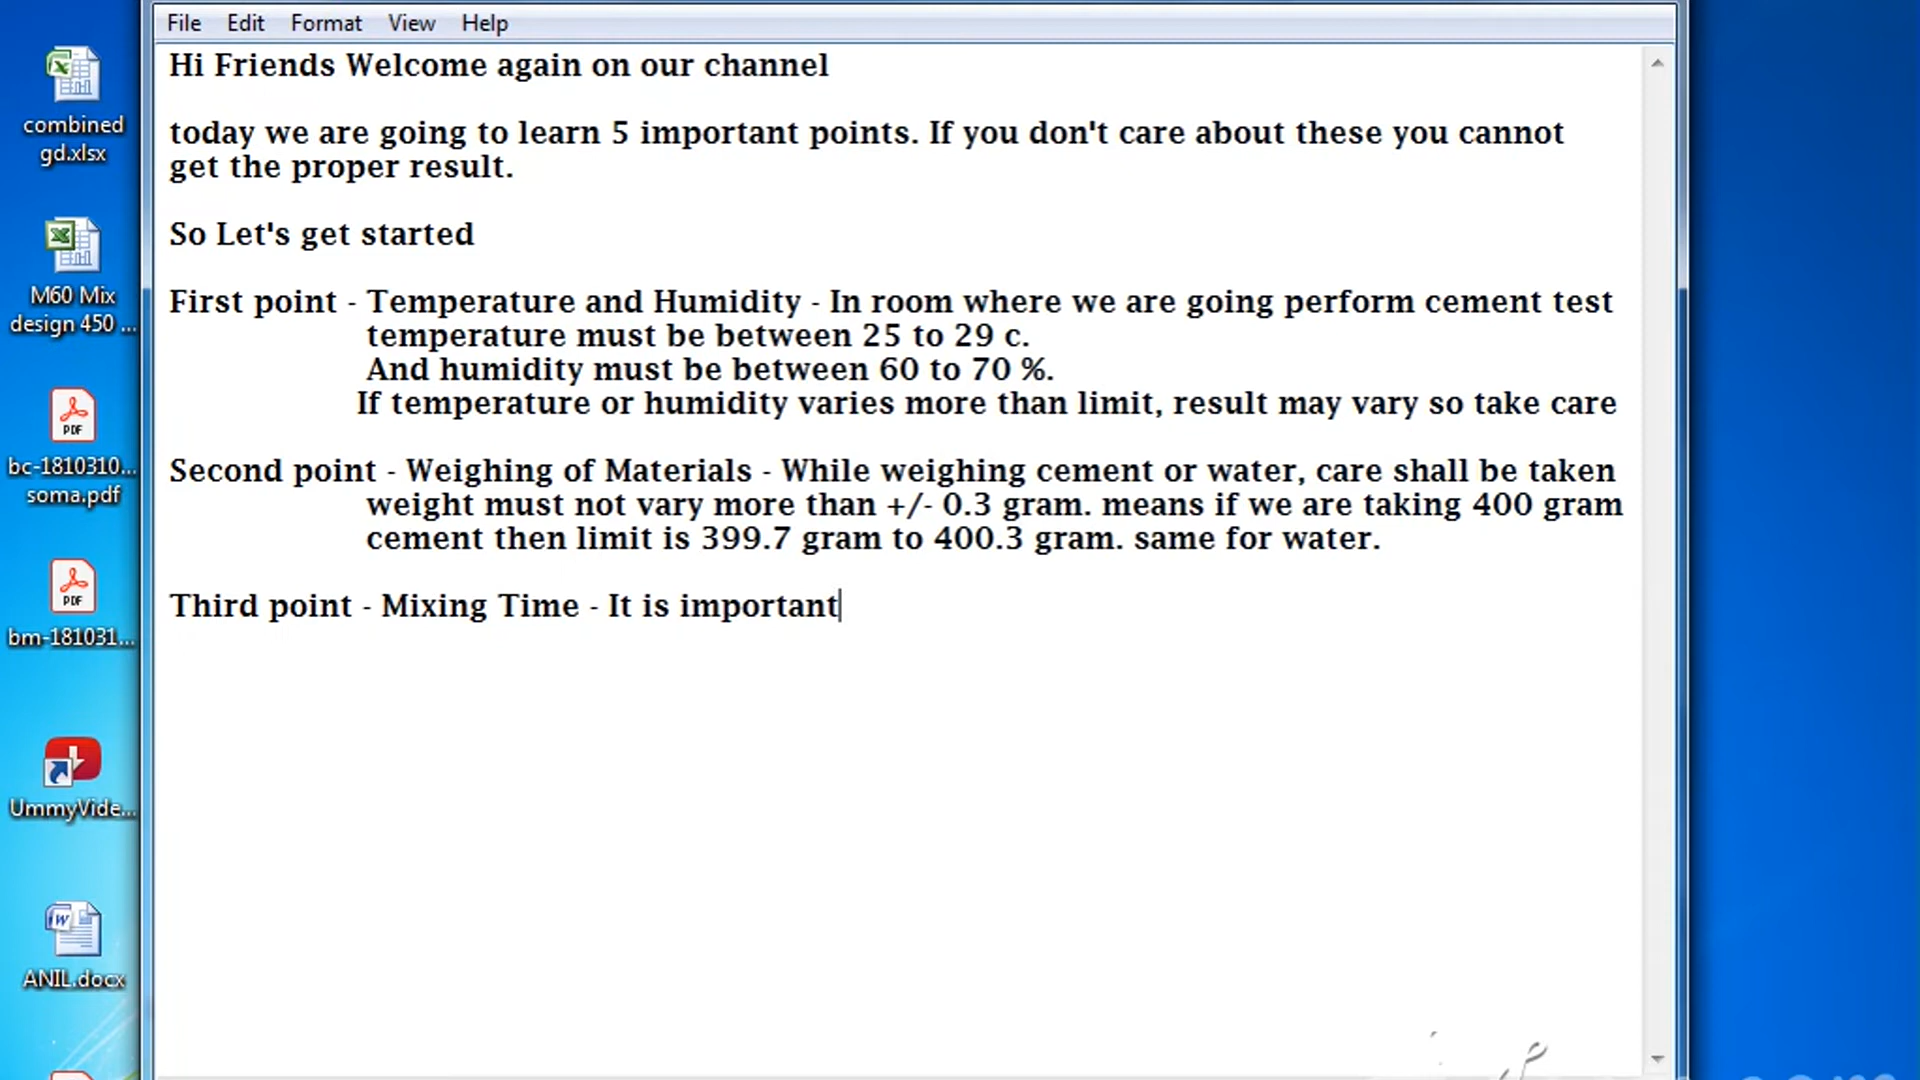 File Edit Format View Help
Hi Friends Welcome again on our channel
today we are going to learn 5 important points. If you don't care about these you cannot
get the proper result.
So Let's get started
First point - Temperature and Humidity - In room where we are going perform cement test
temperature must be between 25 to 29 c.
And humidity must be between 60 to 70 %.
If temperature or humidity varies more than limit, result may vary so take care
Second point - Weighing of Materials - While weighing cement or water, care shall be taken
weight must not vary more than +/- 0.3 gram. means if we are taking 400 gram
cement then limit is 399.7 gram to 400.3 gram. same for water.
Third point - Mixing Time - It is important
combined
gd.xlsx
M60 Mix
design 450 ...
PDF
bc-1810310...
soma.pdf
PDF
bm-181031...
UmmyVide...
ANIL.docx